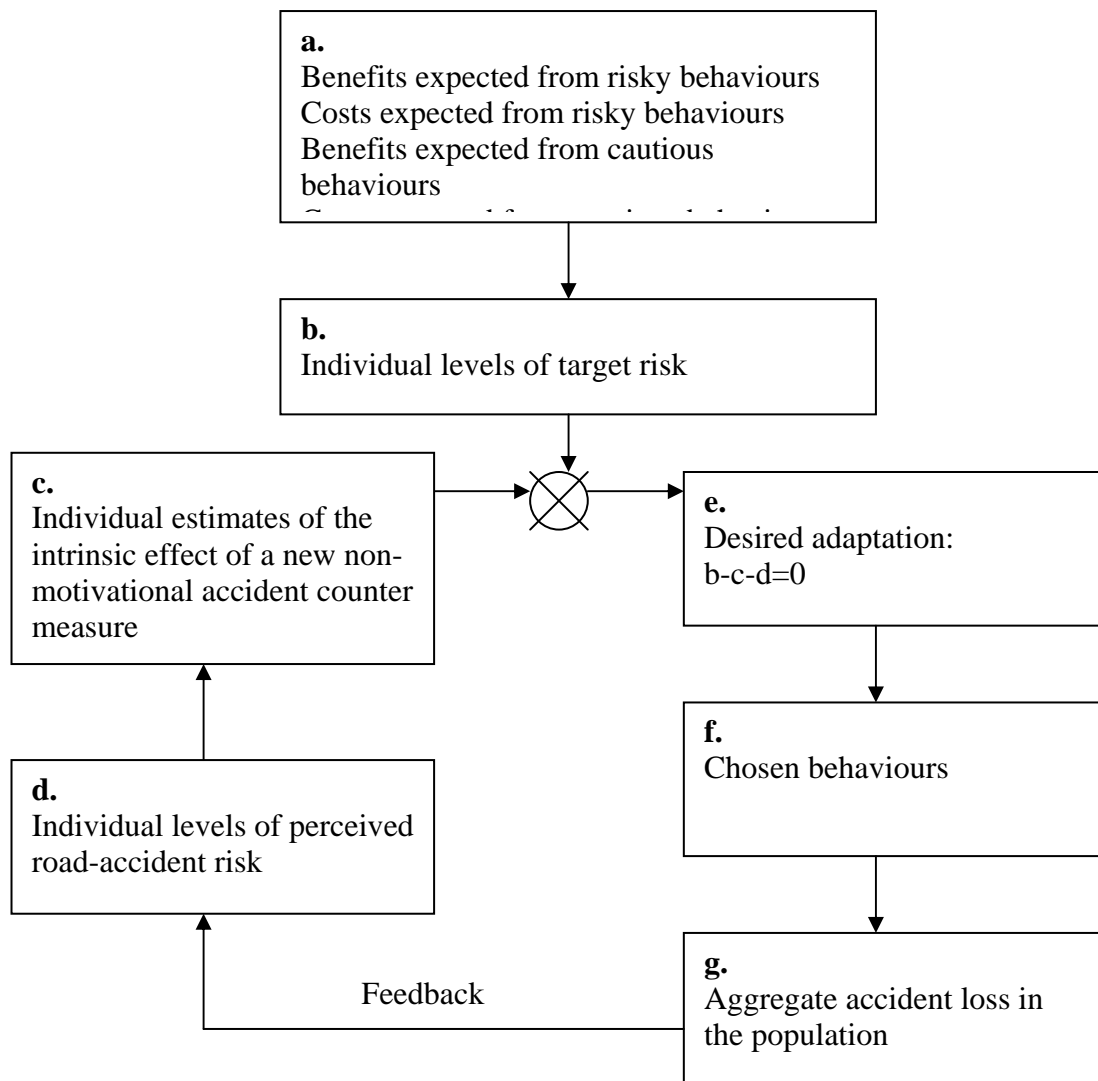 a.
Benefits expected from risky behaviours
Costs expected from risky behaviours
Benefits expected from cautious
behaviours
b.
Individual levels of target risk
c.
Individual estimates of the
intrinsic effect of a new non-
motivational accident counter
measure
e.
Desired adaptation:
b-c-d=0
f.
Chosen behaviours
d.
Individual levels of perceived
road-accident risk
g.
Aggregate accident loss in
the population
Feedback